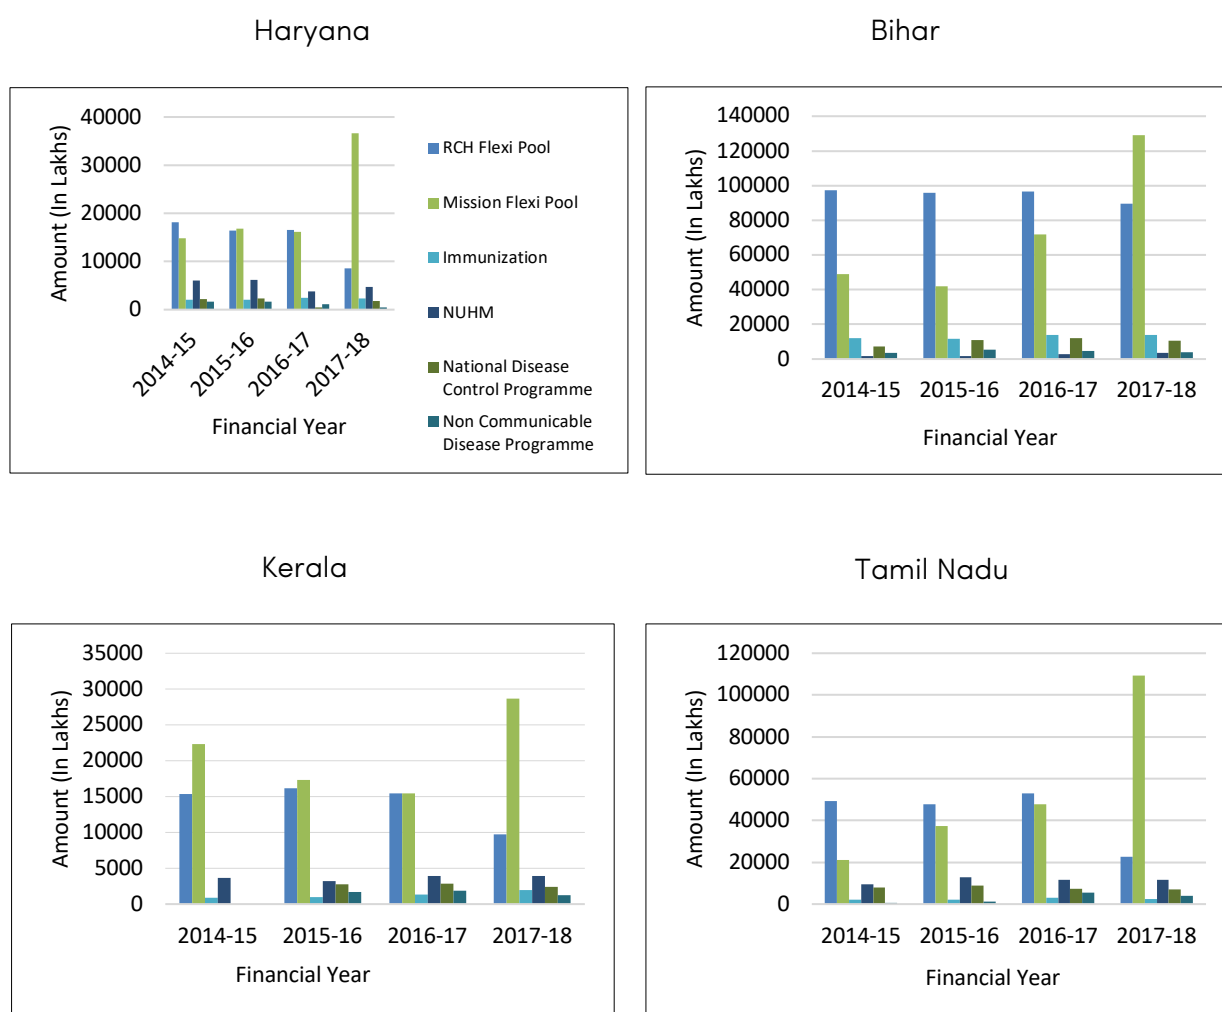 Haryana
Amount (In Lakhs)
40000
30000
20000
10000
0
2014-15
2015-16
2016-17
2017-18
Financial Year
RCH Flexi Pool
Mission Flexi Pool
Immunization
NUHM
National Disease
Control Programme
Non Communicable
Disease Programme
Bihar
Amount (In Lakhs)
140000
120000
100000
80000
60000
40000
20000
0
2014-15 2015-16 2016-17 2017-18
Financial Year
Kerala
Amount (In Lakhs)
35000
30000
25000
20000
15000
10000
5000
0
2014-15 2015-16 2016-17 2017-18
Financial Year
Tamil Nadu
Amount (In Lakhs)
120000
100000
80000
60000
40000
20000
0
2014-15 2015-16 2016-17 2017-18
Financial Year